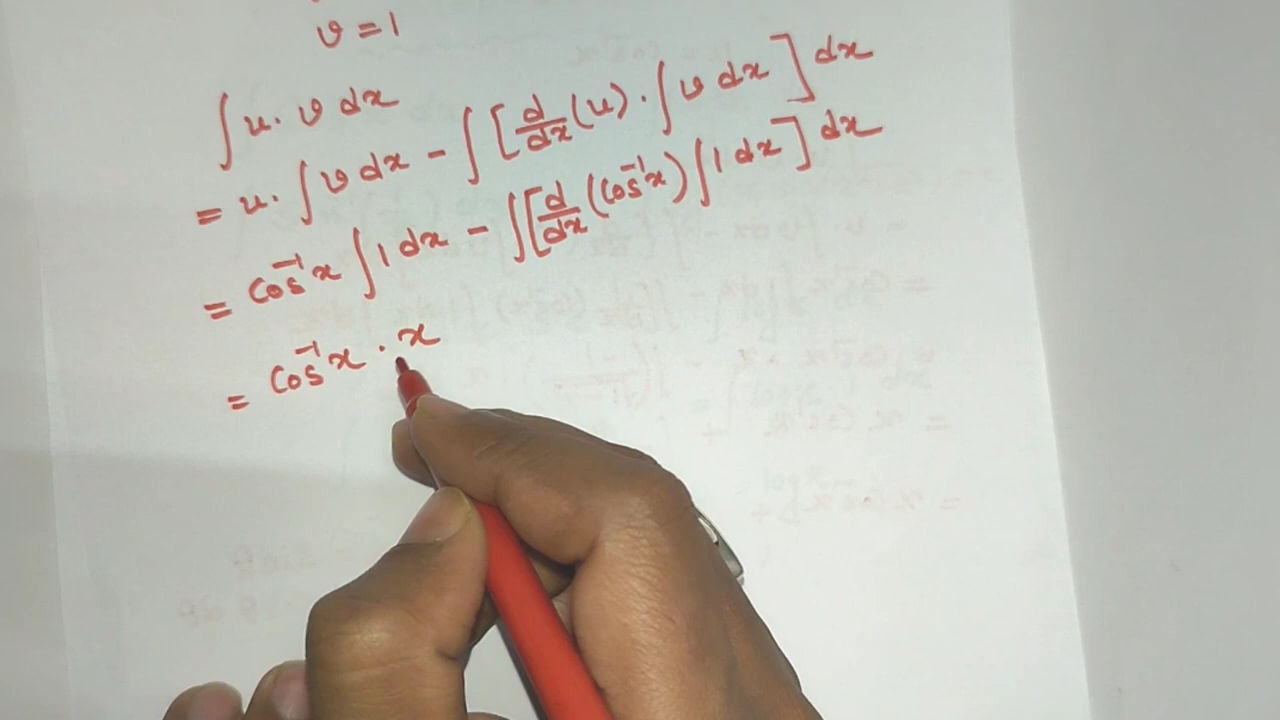 v = 1
∫ u. v dx
= u. ∫ v dx - ∫ [ d/dx (u) . ∫ v dx ] dx
= Cos⁻¹x ∫ 1 dx - ∫ [ d/dx (Cos⁻¹x) ∫ 1 dx ] dx
= Cos⁻¹x . x